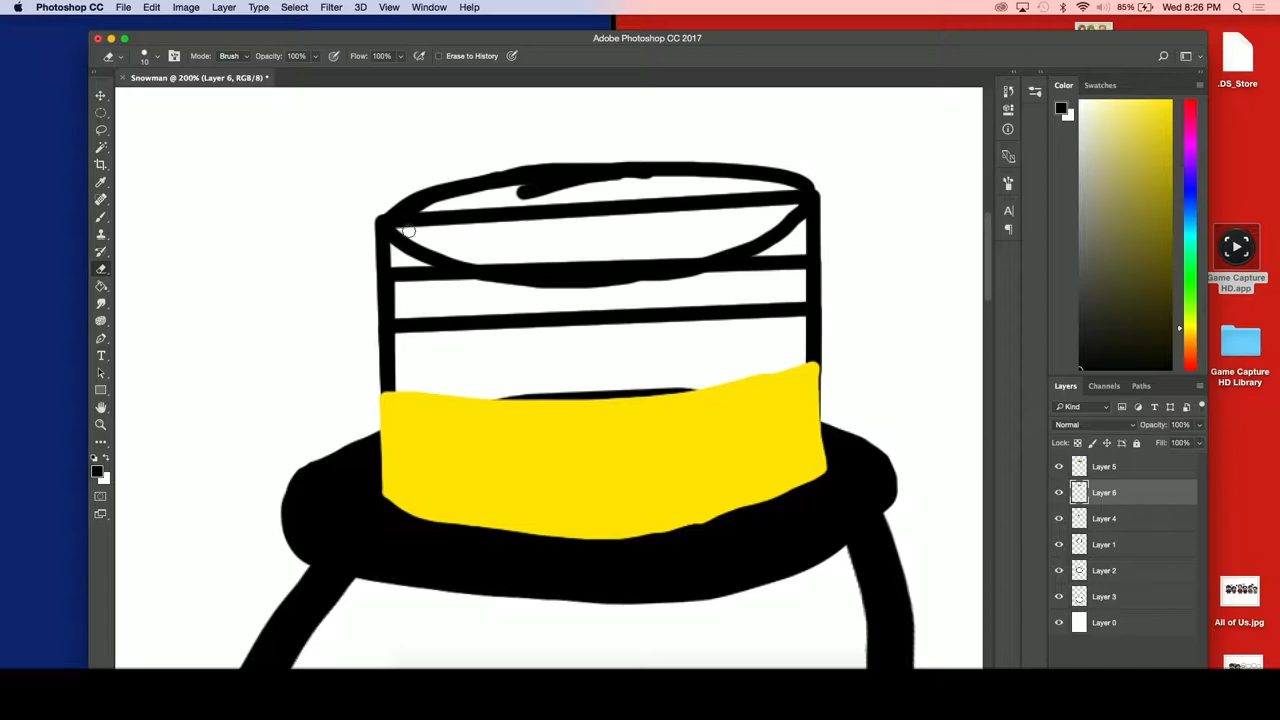 Photoshop CC File Edit Image Layer Type Select Filter 3D View Window Help 85% Wed 8:26 PM
Adobe Photoshop CC 2017
10 Mode: Brush Opacity: 100% Flow: 100% Erase to History
Snowman @ 200% (Layer 6, RGB/8) *
Color Swatches
.DS_Store
Game Capture
HD.app
Game Capture
HD Library
Layers Channels Paths
Kind
Normal Opacity: 100%
Lock: Fill: 100%
Layer 5
Layer 6
Layer 4
Layer 1
Layer 2
Layer 3
Layer 0
All of Us.jpg